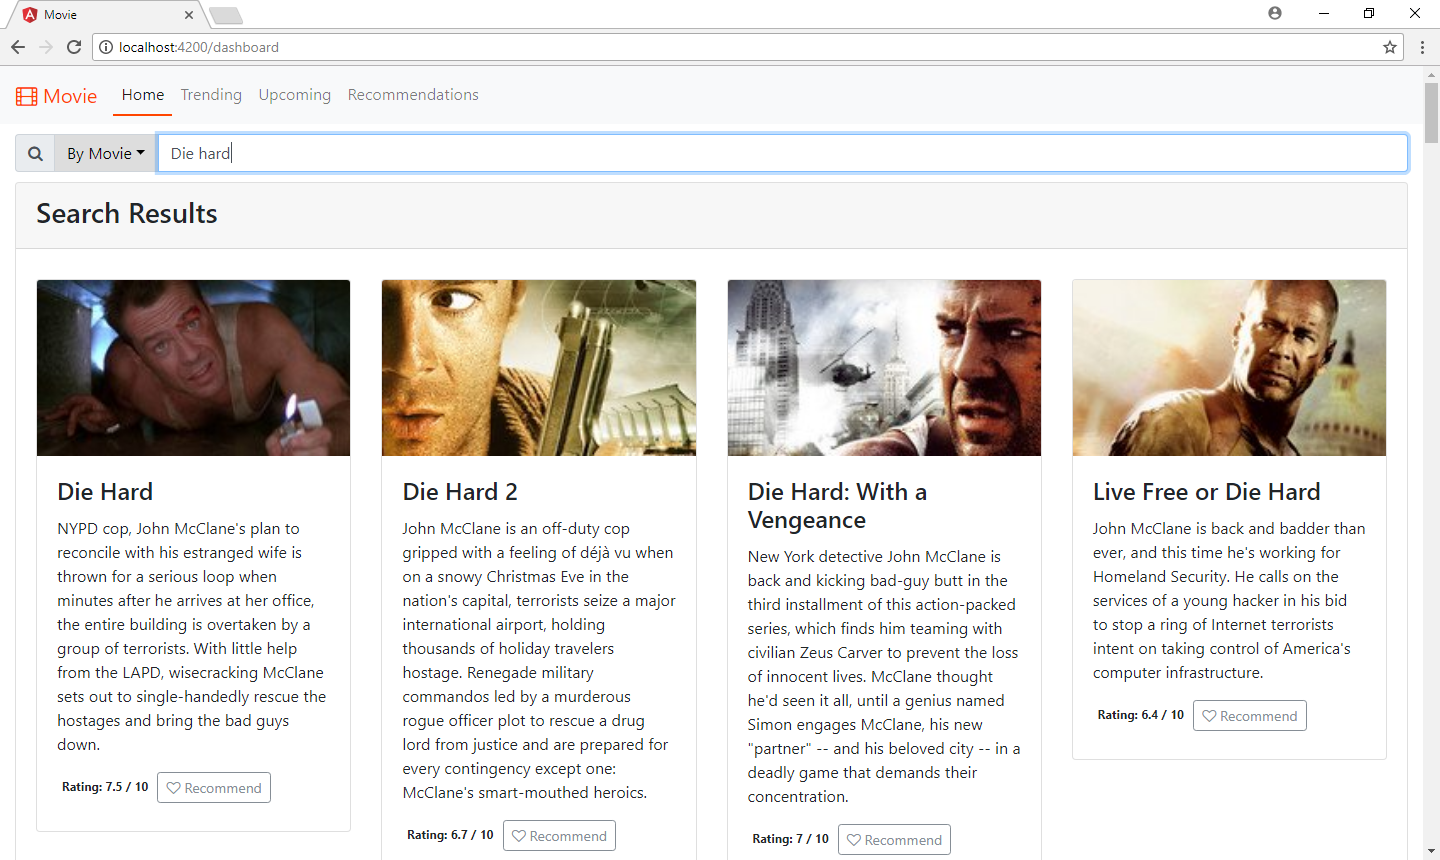 Movie
localhost:4200/dashboard
Movie Home Trending Upcoming Recommendations
By Movie Die hard
Search Results
Die Hard
NYPD cop, John McClane's plan to
reconcile with his estranged wife is
thrown for a serious loop when
minutes after he arrives at her office,
the entire building is overtaken by a
group of terrorists. With little help
from the LAPD, wisecracking McClane
sets out to single-handedly rescue the
hostages and bring the bad guys
down.
Rating: 7.5 / 10 Recommend
Die Hard 2
John McClane is an off-duty cop
gripped with a feeling of déjà vu when
on a snowy Christmas Eve in the
nation's capital, terrorists seize a major
international airport, holding
thousands of holiday travelers
hostage. Renegade military
commandos led by a murderous
rogue officer plot to rescue a drug
lord from justice and are prepared for
every contingency except one:
McClane's smart-mouthed heroics.
Rating: 6.7 / 10 Recommend
Die Hard: With a
Vengeance
New York detective John McClane is
back and kicking bad-guy butt in the
third installment of this action-packed
series, which finds him teaming with
civilian Zeus Carver to prevent the loss
of innocent lives. McClane thought
he'd seen it all, until a genius named
Simon engages McClane, his new
"partner" -- and his beloved city -- in a
deadly game that demands their
concentration.
Rating: 7 / 10 Recommend
Live Free or Die Hard
John McClane is back and badder than
ever, and this time he's working for
Homeland Security. He calls on the
services of a young hacker in his bid
to stop a ring of Internet terrorists
intent on taking control of America's
computer infrastructure.
Rating: 6.4 / 10 Recommend